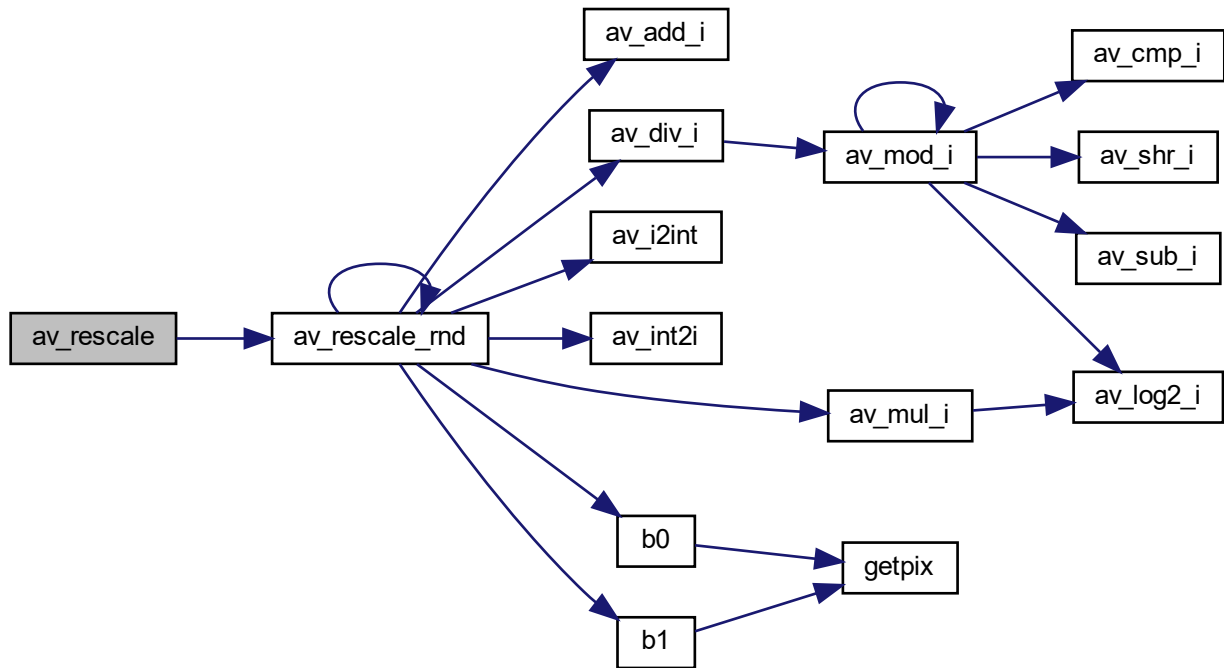 av_add_i
av_cmp_i
av_div_i
av_mod_i
av_shr_i
av_i2int
av_sub_i
av_rescale
av_rescale_rnd
av_int2i
av_log2_i
av_mul_i
b0
getpix
b1